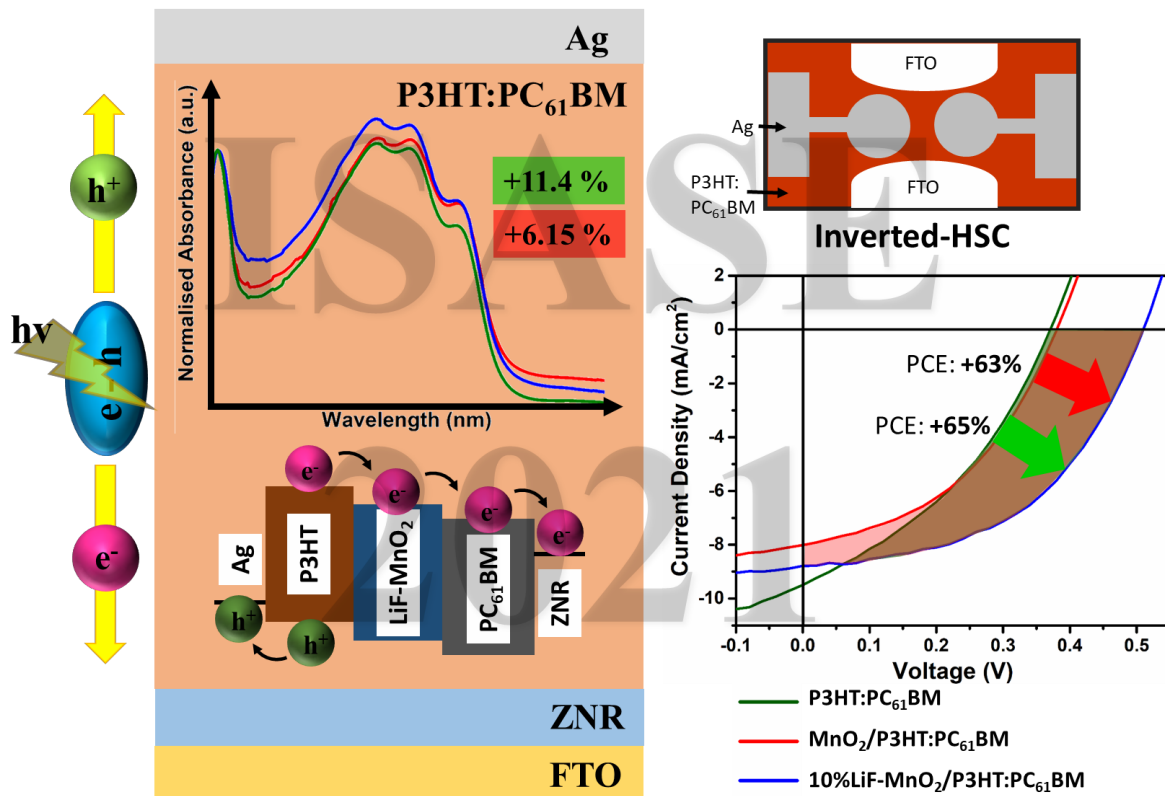 Ag
P3HT:PC₆₁BM
Normalised Absorbance (a.u.)
Wavelength (nm)
+11.4 %
+6.15 %
h⁺
hν
e⁻ h
e⁻
e⁻
e⁻
e⁻
e⁻
Ag
P3HT
LiF-MnO₂
PC₆₁BM
ZNR
h⁺
h⁺
ZNR
FTO
FTO
Ag
P3HT:
PC₆₁BM
FTO
Inverted-HSC
Current Density (mA/cm²)
2
0
-2
-4
-6
-8
-10
PCE: +63%
PCE: +65%
-0.1 0.0 0.1 0.2 0.3 0.4 0.5
Voltage (V)
P3HT:PC₆₁BM
MnO₂/P3HT:PC₆₁BM
10%LiF-MnO₂/P3HT:PC₆₁BM
ISASE
2021